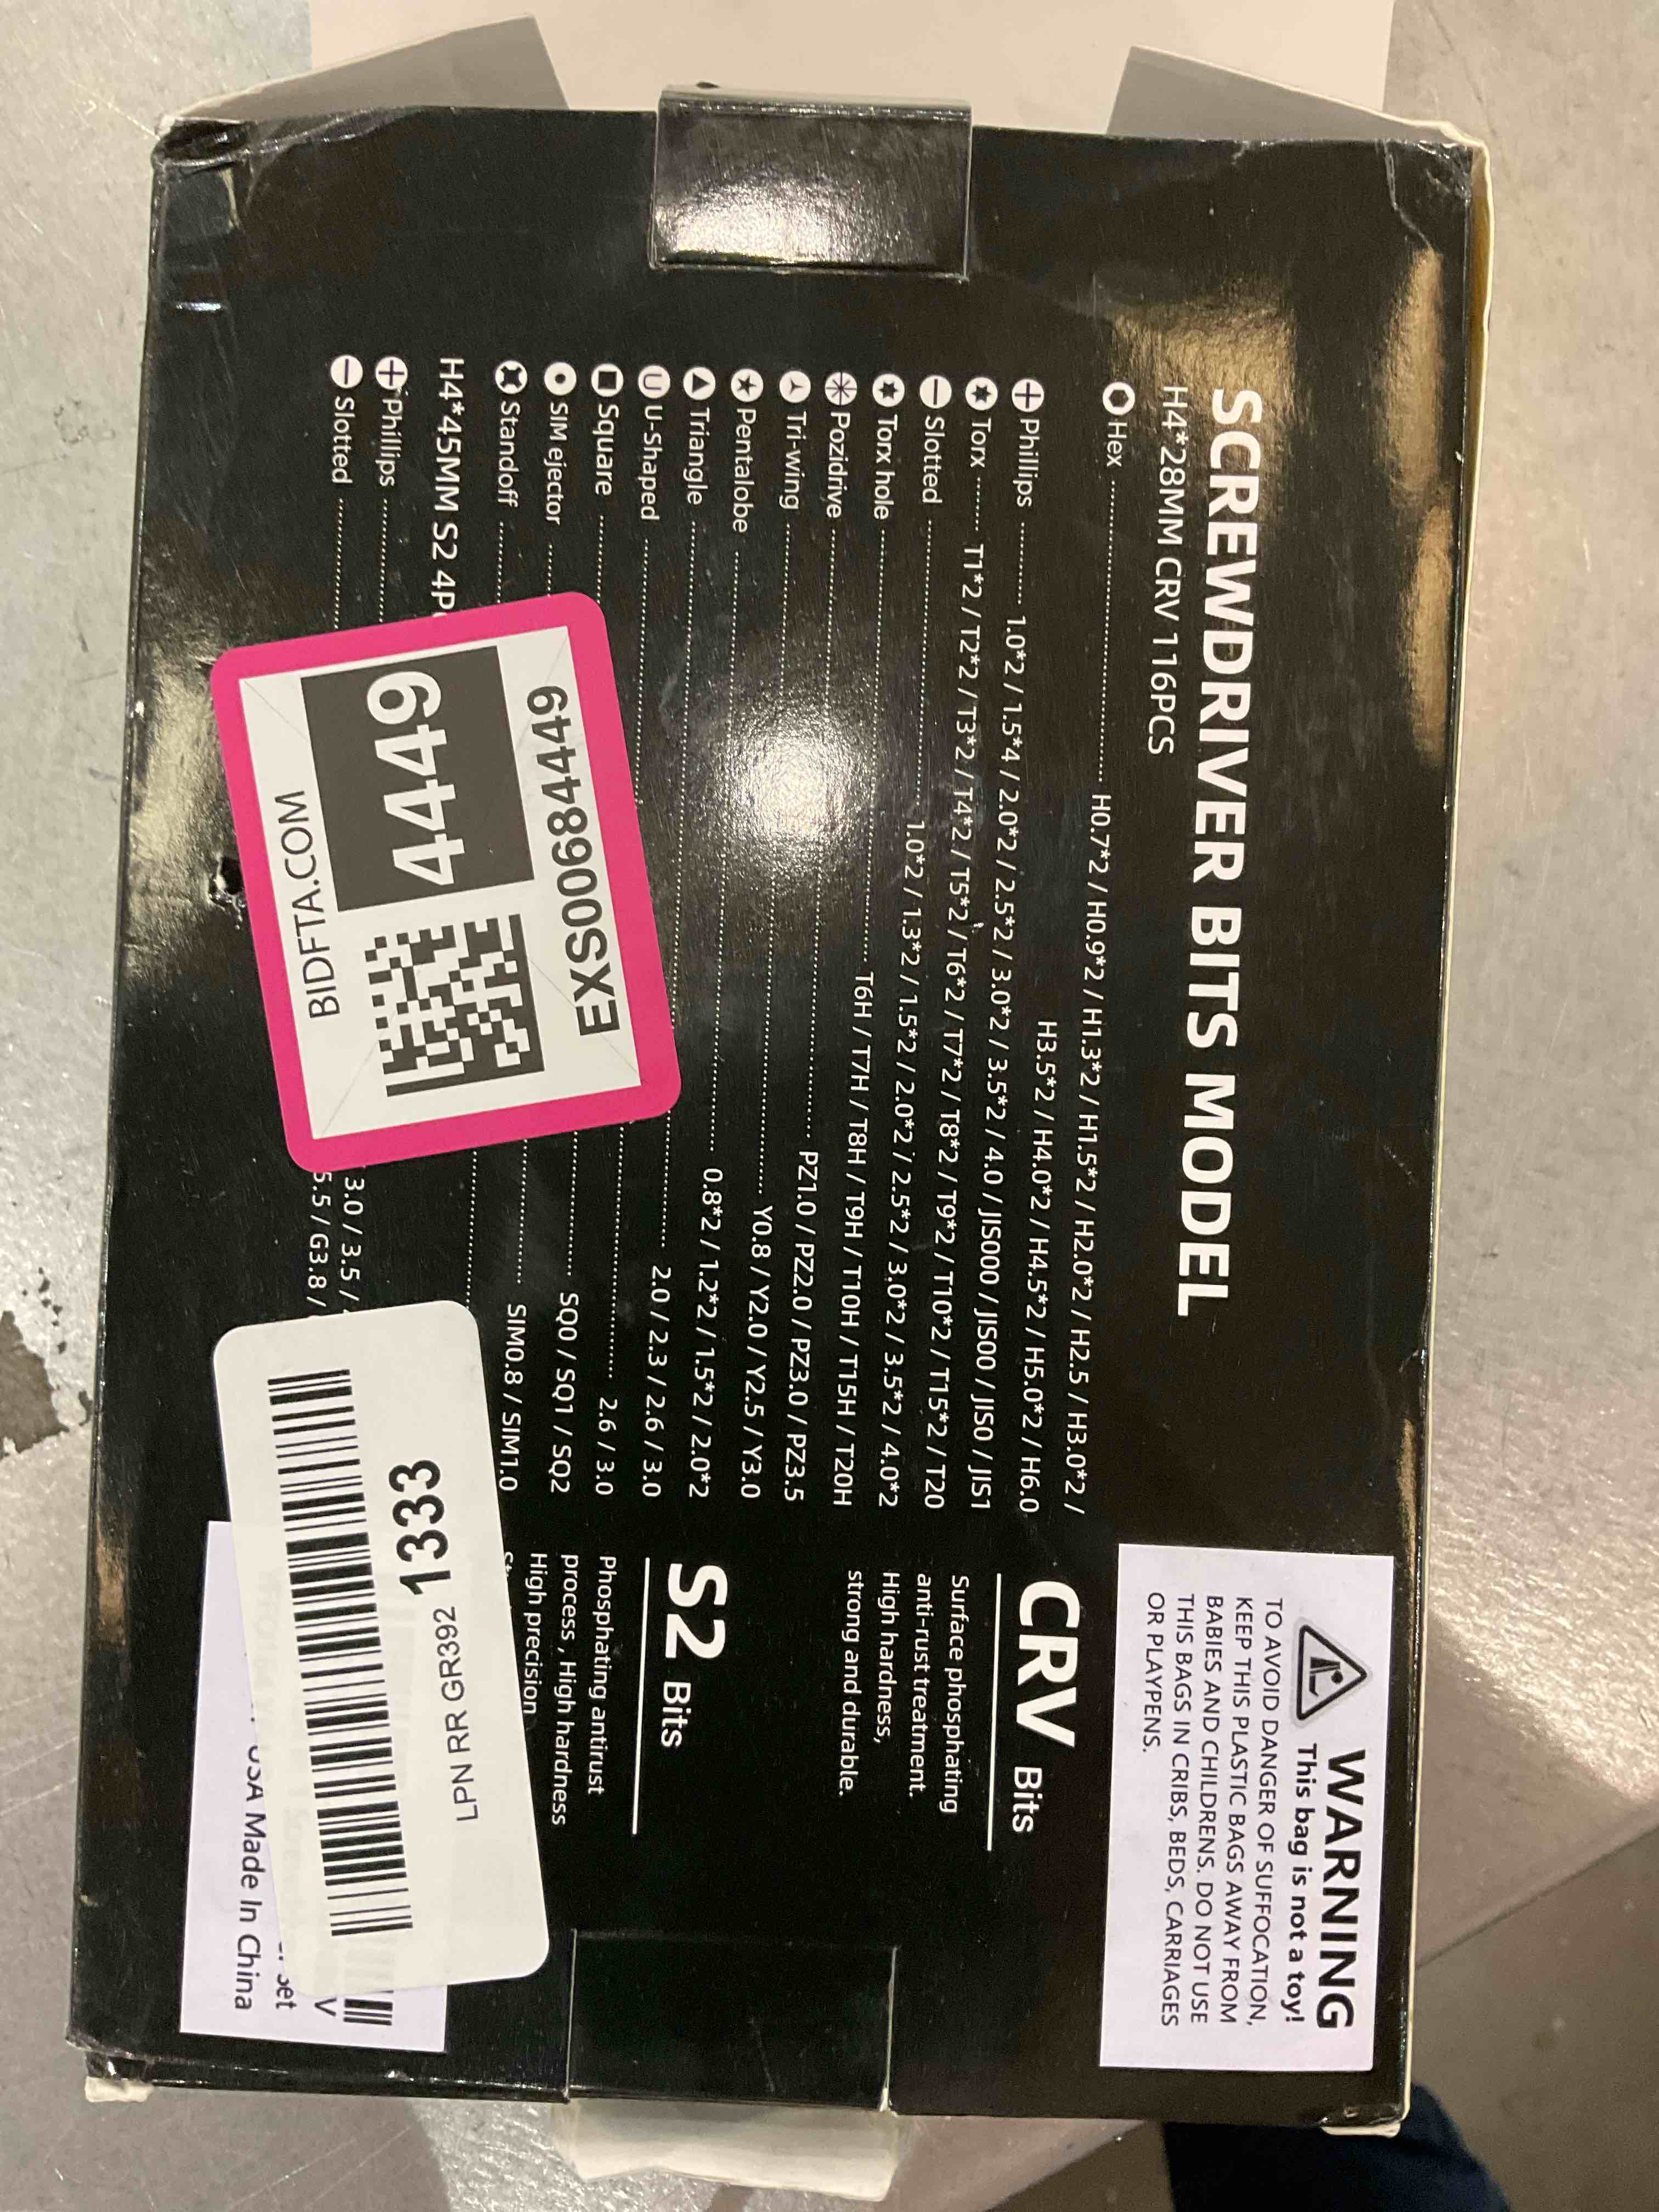 SCREWDRIVER BITS MODEL
H4*28MM CRV 116PCS
Hex H0.7*2 / H0.9*2 / H1.3*2 / H1.5*2 / H2.0*2 / H2.5 / H3.0*2 /
H3.5*2 / H4.0*2 / H4.5*2 / H5.0*2 / H6.0
Phillips 1.0*2 / 1.5*4 / 2.0*2 / 2.5*2 / 3.0*2 / 3.5*2 / 4.0 / JIS000 / JIS00 / JIS0 / JIS1
Torx T1*2 / T2*2 / T3*2 / T4*2 / T5*2 / T6*2 / T7*2 / T8*2 / T9*2 / T10*2 / T15*2 / T20
Slotted 1.0*2 / 1.3*2 / 1.5*2 / 2.0*2 / 2.5*2 / 3.0*2 / 3.5*2 / 4.0*2
Torx hole T6H / T7H / T8H / T9H / T10H / T15H / T20H
Pozidrive PZ1.0 / PZ2.0 / PZ3.0 / PZ3.5
Tri-wing Y0.8 / Y2.0 / Y2.5 / Y3.0
Pentalobe 0.8*2 / 1.2*2 / 1.5*2 / 2.0*2
Triangle 2.0 / 2.3 / 2.6 / 3.0
U-Shaped 2.6 / 3.0
Square SQ0 / SQ1 / SQ2
SIM ejector SIM0.8 / SIM1.0
Standoff
H4*45MM S2
Phillips 3.0 / 3.5 /
Slotted 5.5 / G3.8 /
WARNING
This bag is not a toy!
TO AVOID DANGER OF SUFFOCATION,
KEEP THIS PLASTIC BAGS AWAY FROM
BABIES AND CHILDRENS. DO NOT USE
THIS BAGS IN CRIBS, BEDS, CARRIAGES
OR PLAYPENS.
CRV Bits
Surface phosphating
anti-rust treatment.
High hardness,
strong and durable.
S2 Bits
Phosphating antirust
process , High hardness
High precision
BIDFTA.COM
4449
EXS00684449
LPN RR GR392 1333
USA Made In China